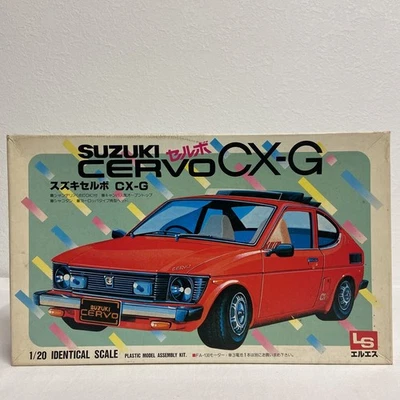 SUZUKI セルボ
CERVO CX-G
スズキセルボ CX-G
SUZUKI
CERVO
1/20 IDENTICAL SCALE
PLASTIC MODEL ASSEMBLY KIT.
LS
エルエス